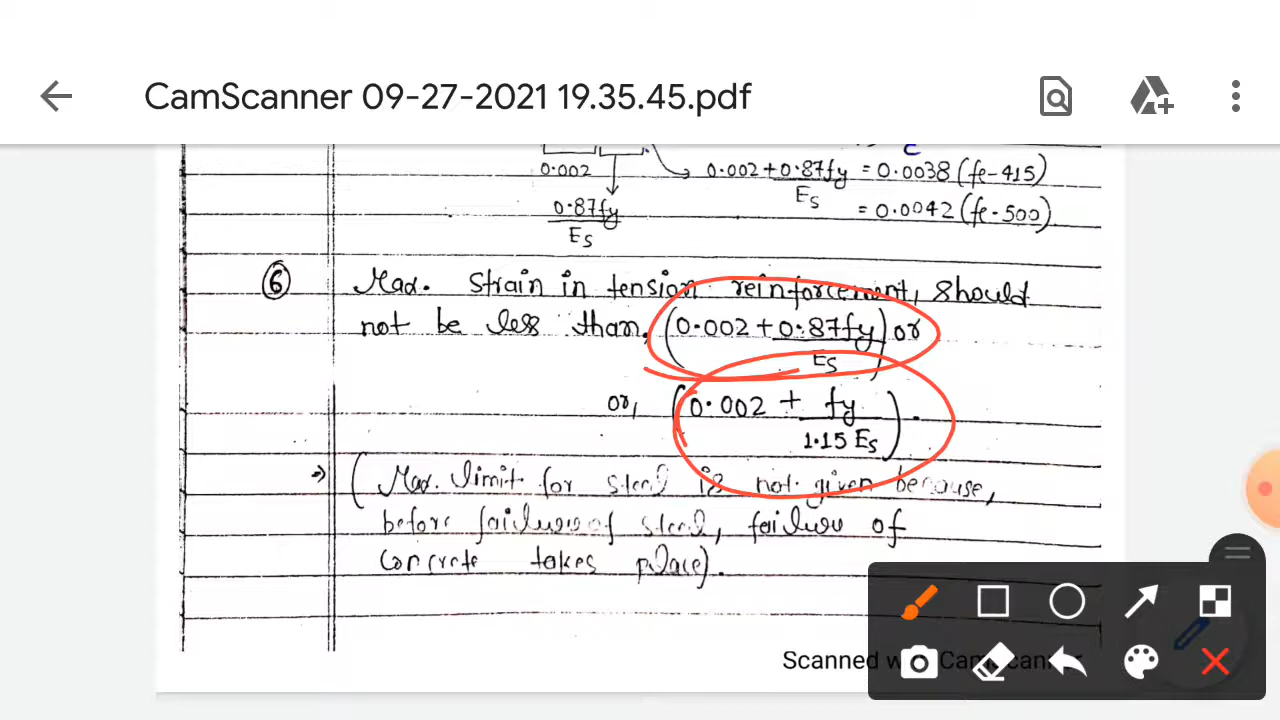 CamScanner 09-27-2021 19.35.45.pdf
0.002
0.002 + 0.87fy / Es = 0.0038 (fe-415)
= 0.0042 (fe-500)
0.87fy / Es
⑥ Max. Strain in tension reinforcement, should
not be less than, (0.002 + 0.87fy / Es) or
or, (0.002 + fy / 1.15 Es).
⇒ (Max. limit for steel is not given because,
before failure of steel, failure of
concrete takes place).
Scanned